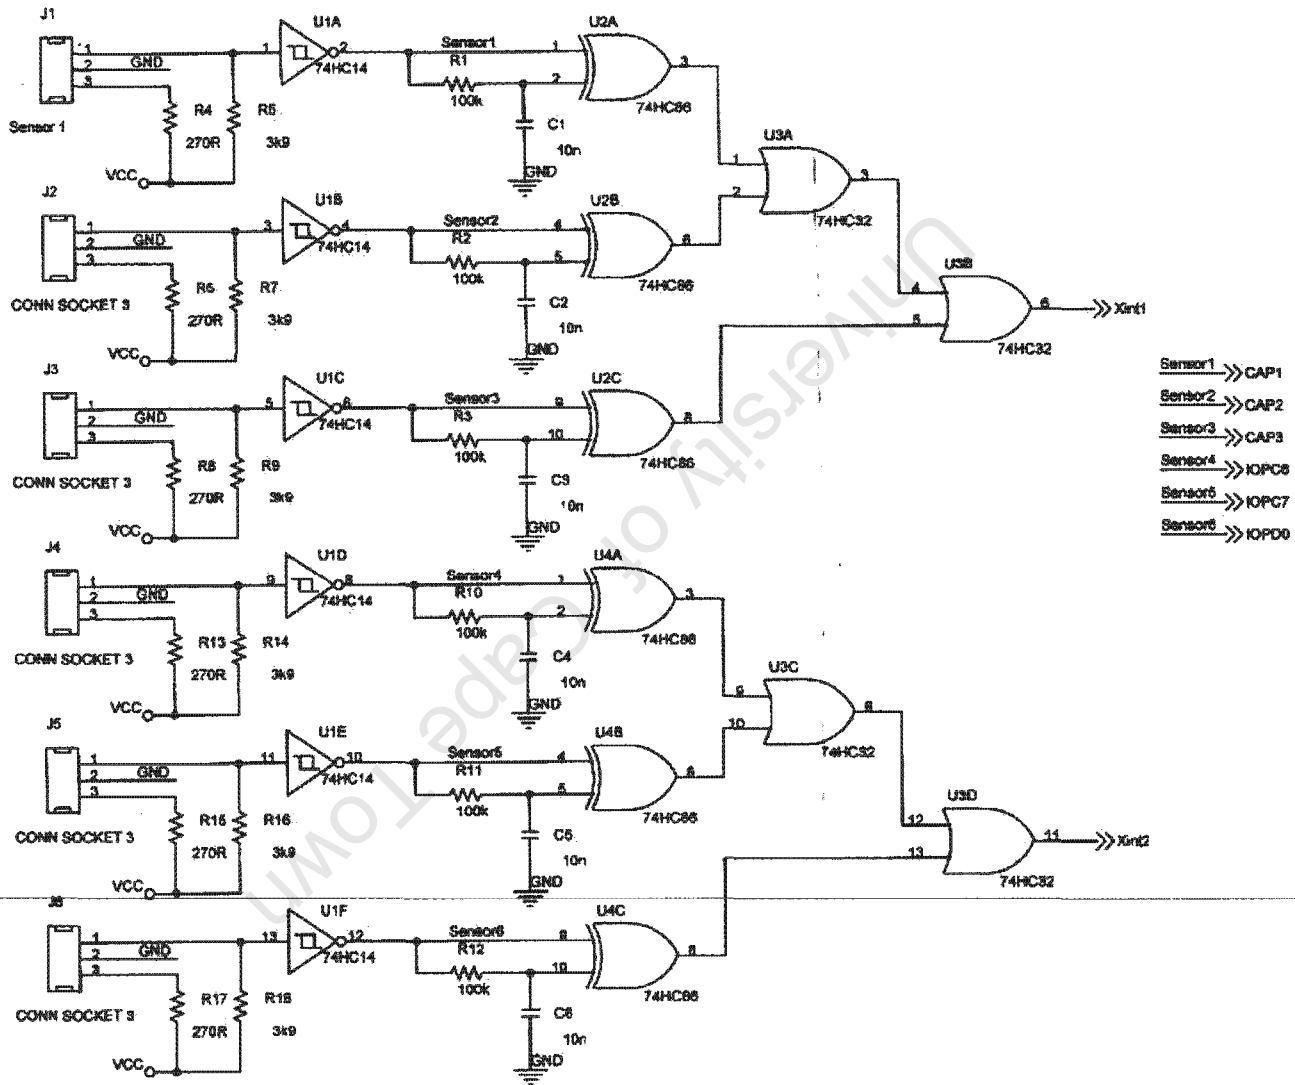 J1
1
GND
2
3
Sensor 1
R4
270R
R5
3k9
VCC
U1A
1
2
74HC14
Sensor1
R1
100k
C1
10n
GND
U2A
1
2
3
74HC86
J2
1
GND
2
3
CONN SOCKET 3
R6
270R
R7
3k9
VCC
U1B
3
4
74HC14
Sensor2
R2
100k
C2
10n
GND
U2B
4
5
6
74HC86
U3A
1
2
3
74HC32
J3
1
GND
2
3
CONN SOCKET 3
R8
270R
R9
3k9
VCC
U1C
5
6
74HC14
Sensor3
R3
100k
C3
10n
GND
U2C
9
10
8
74HC86
U3B
4
5
6
74HC32
Xint1
Sensor1 CAP1
Sensor2 CAP2
Sensor3 CAP3
Sensor4 IOPC6
Sensor5 IOPC7
Sensor6 IOPD0
J4
1
GND
2
3
CONN SOCKET 3
R13
270R
R14
3k9
VCC
U1D
9
8
74HC14
Sensor4
R10
100k
C4
10n
GND
U4A
1
2
3
74HC86
J5
1
GND
2
3
CONN SOCKET 3
R15
270R
R16
3k9
VCC
U1E
11
10
74HC14
Sensor5
R11
100k
C5
10n
GND
U4B
4
5
6
74HC86
U3C
9
10
8
74HC32
J6
1
GND
2
3
CONN SOCKET 3
R17
270R
R18
3k9
VCC
U1F
13
12
74HC14
Sensor6
R12
100k
C6
10n
GND
U4C
9
10
8
74HC86
U3D
12
13
11
74HC32
Xint2
University of Cape Town